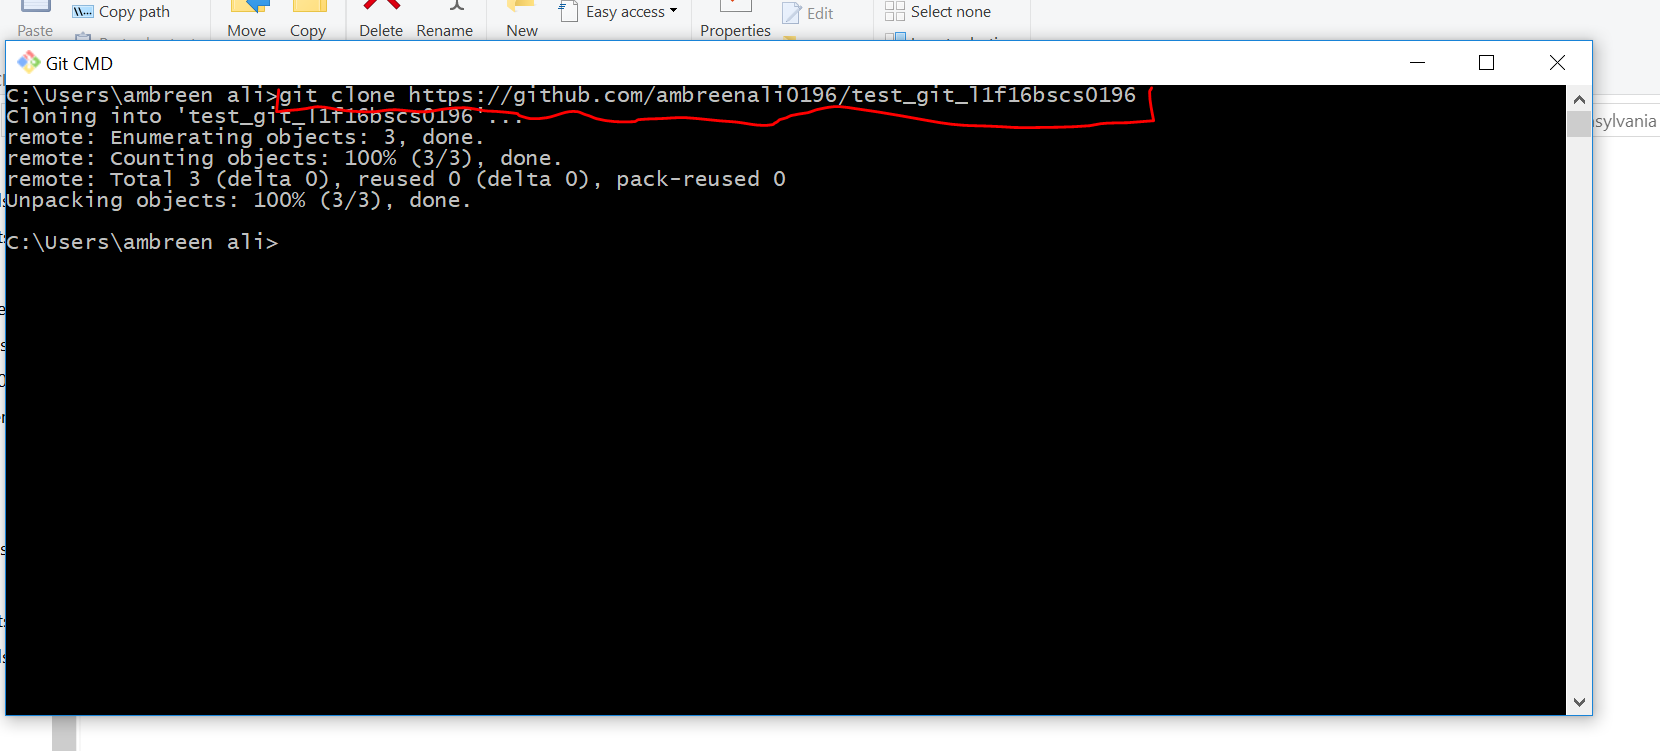 Copy path
Easy access
Edit
Select none
Paste
Move
Copy
Delete
Rename
New
Properties
Git CMD
C:\Users\ambreen ali>git clone https://github.com/ambreenali0196/test_git_l1f16bscs0196
Cloning into 'test_git_l1f16bscs0196'...
remote: Enumerating objects: 3, done.
remote: Counting objects: 100% (3/3), done.
remote: Total 3 (delta 0), reused 0 (delta 0), pack-reused 0
Unpacking objects: 100% (3/3), done.
C:\Users\ambreen ali>
sylvania